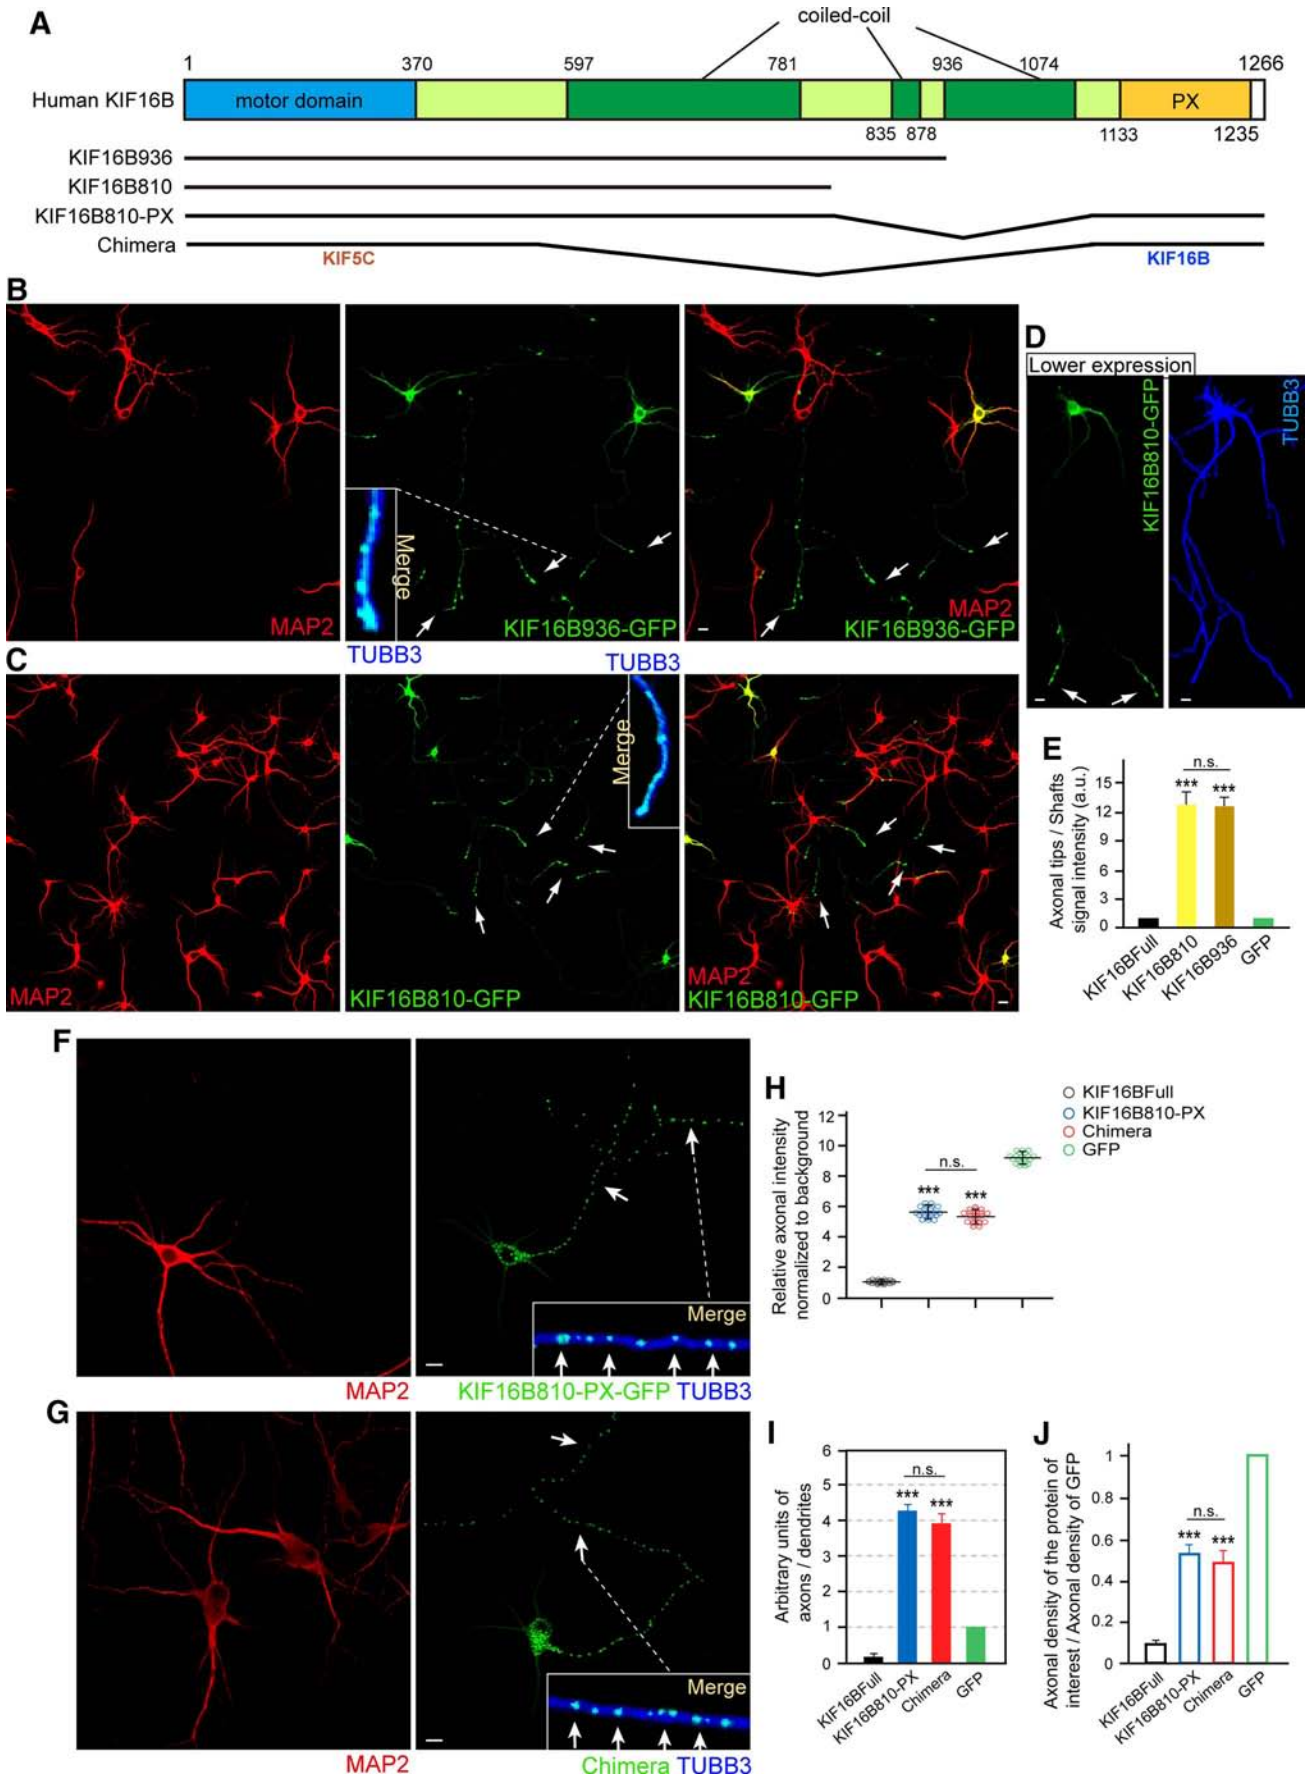 A
coiled-coil
1 370 597 781 936 1074 1266
Human KIF16B motor domain PX
835 878 1133 1235
KIF16B936
KIF16B810
KIF16B810-PX
Chimera
KIF5C KIF16B
B
MAP2
Merge
TUBB3
KIF16B936-GFP
MAP2
KIF16B936-GFP
C
MAP2
TUBB3
Merge
KIF16B810-GFP
MAP2
KIF16B810-GFP
D
Lower expression
KIF16B810-GFP
TUBB3
E
Axonal tips / Shafts
signal intensity (a.u.)
15
12
9
6
3
0
n.s.
*** ***
KIF16BFull
KIF16B810
KIF16B936
GFP
F
MAP2
Merge
KIF16B810-PX-GFP TUBB3
G
MAP2
Merge
Chimera TUBB3
H
Relative axonal intensity
normalized to background
12
10
8
6
4
2
0
n.s.
*** ***
KIF16BFull
KIF16B810-PX
Chimera
GFP
I
Arbitrary units of
axons / dendrites
6
5
4
3
2
1
0
n.s.
*** ***
KIF16BFull
KIF16B810-PX
Chimera
GFP
J
Axonal density of the protein of
interest / Axonal density of GFP
1
0.8
0.6
0.4
0.2
0
n.s.
*** ***
KIF16BFull
KIF16B810-PX
Chimera
GFP